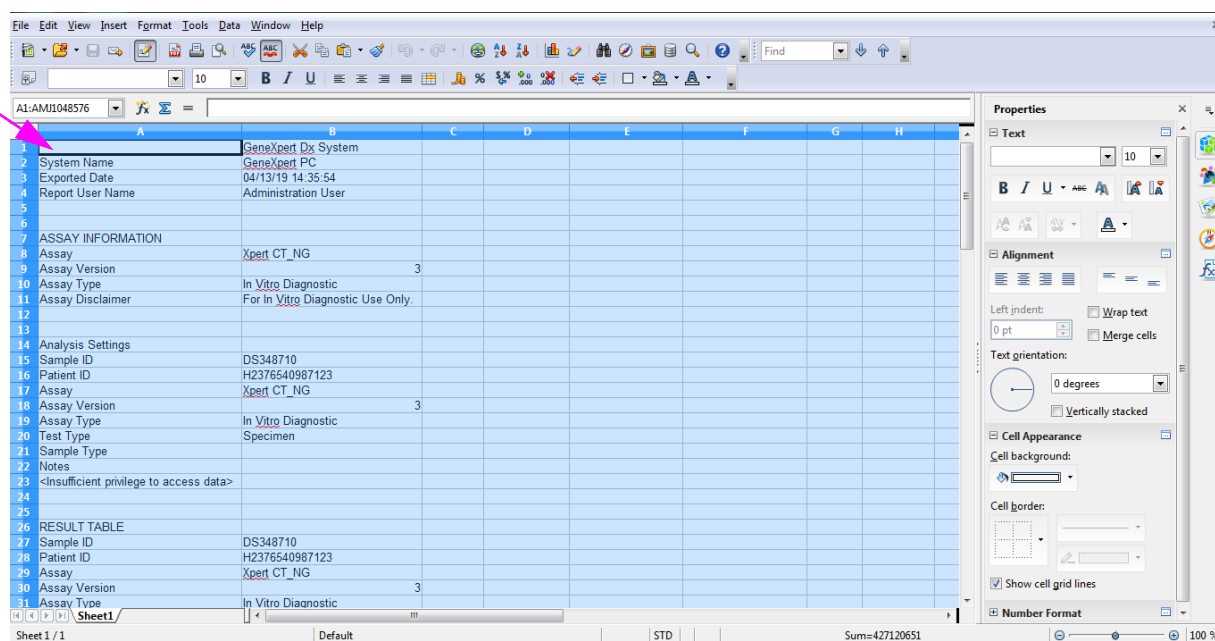 File Edit View Insert Format Tools Data Window Help
10 Find
A1:AMJ1048576
A B C D E F G H
1 GeneXpert Dx System
2 System Name GeneXpert PC
3 Exported Date 04/13/19 14:35:54
4 Report User Name Administration User
5
6
7 ASSAY INFORMATION
8 Assay Xpert CT_NG
9 Assay Version 3
10 Assay Type In Vitro Diagnostic
11 Assay Disclaimer For In Vitro Diagnostic Use Only.
12
13
14 Analysis Settings
15 Sample ID DS348710
16 Patient ID H2376540987123
17 Assay Xpert CT_NG
18 Assay Version 3
19 Assay Type In Vitro Diagnostic
20 Test Type Specimen
21 Sample Type
22 Notes
23 <Insufficient privilege to access data>
24
25
26 RESULT TABLE
27 Sample ID DS348710
28 Patient ID H2376540987123
29 Assay Xpert CT_NG
30 Assay Version 3
31 Assay Type In Vitro Diagnostic
Sheet1
Sheet 1 / 1 Default STD Sum=427120651 100 %
Properties
Text
10
Alignment
Left indent:
Wrap text
0 pt
Merge cells
Text orientation:
0 degrees
Vertically stacked
Cell Appearance
Cell background:
Cell border:
Show cell grid lines
Number Format